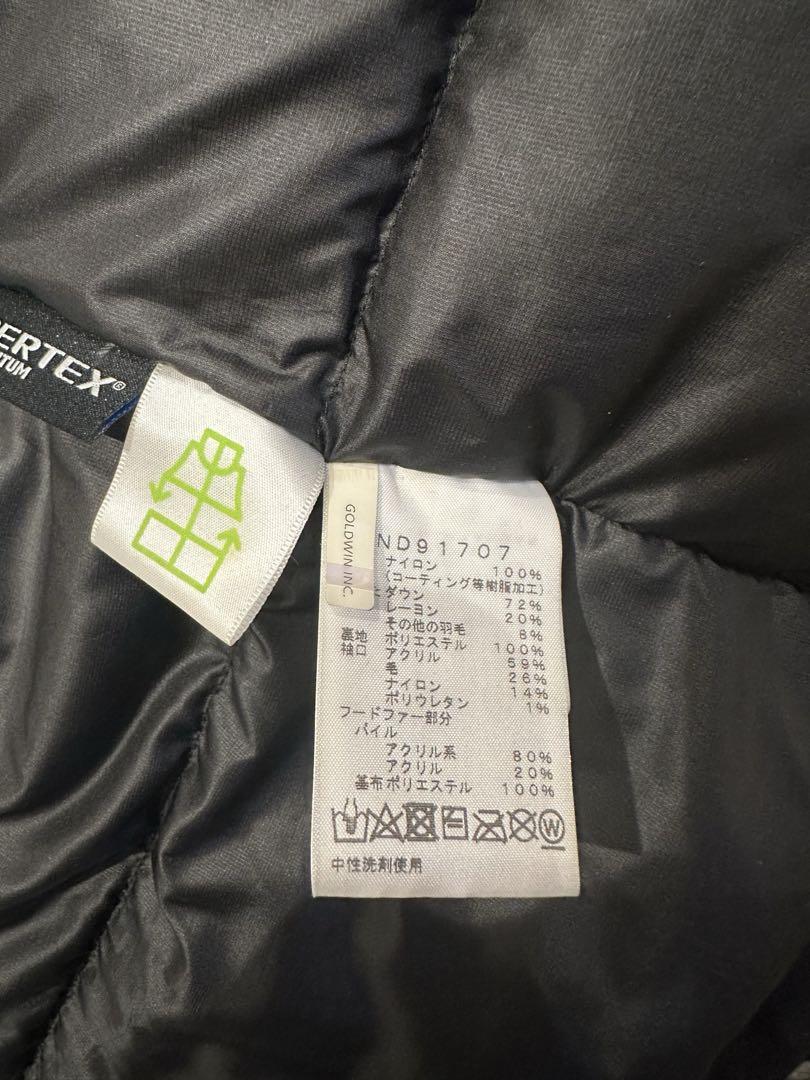 ERTEX®
TUM
GOLDWIN INC.
ND91707
ナイロン 100%
(コーティング等樹脂加工)
ダウン 72%
レーヨン 20%
その他の羽毛 8%
裏地 ポリエステル 100%
袖口 アクリル 59%
毛 26%
ナイロン 14%
ポリウレタン 1%
フードファー部分
パイル
アクリル系 80%
アクリル 20%
基布ポリエステル 100%
W
中性洗剤使用